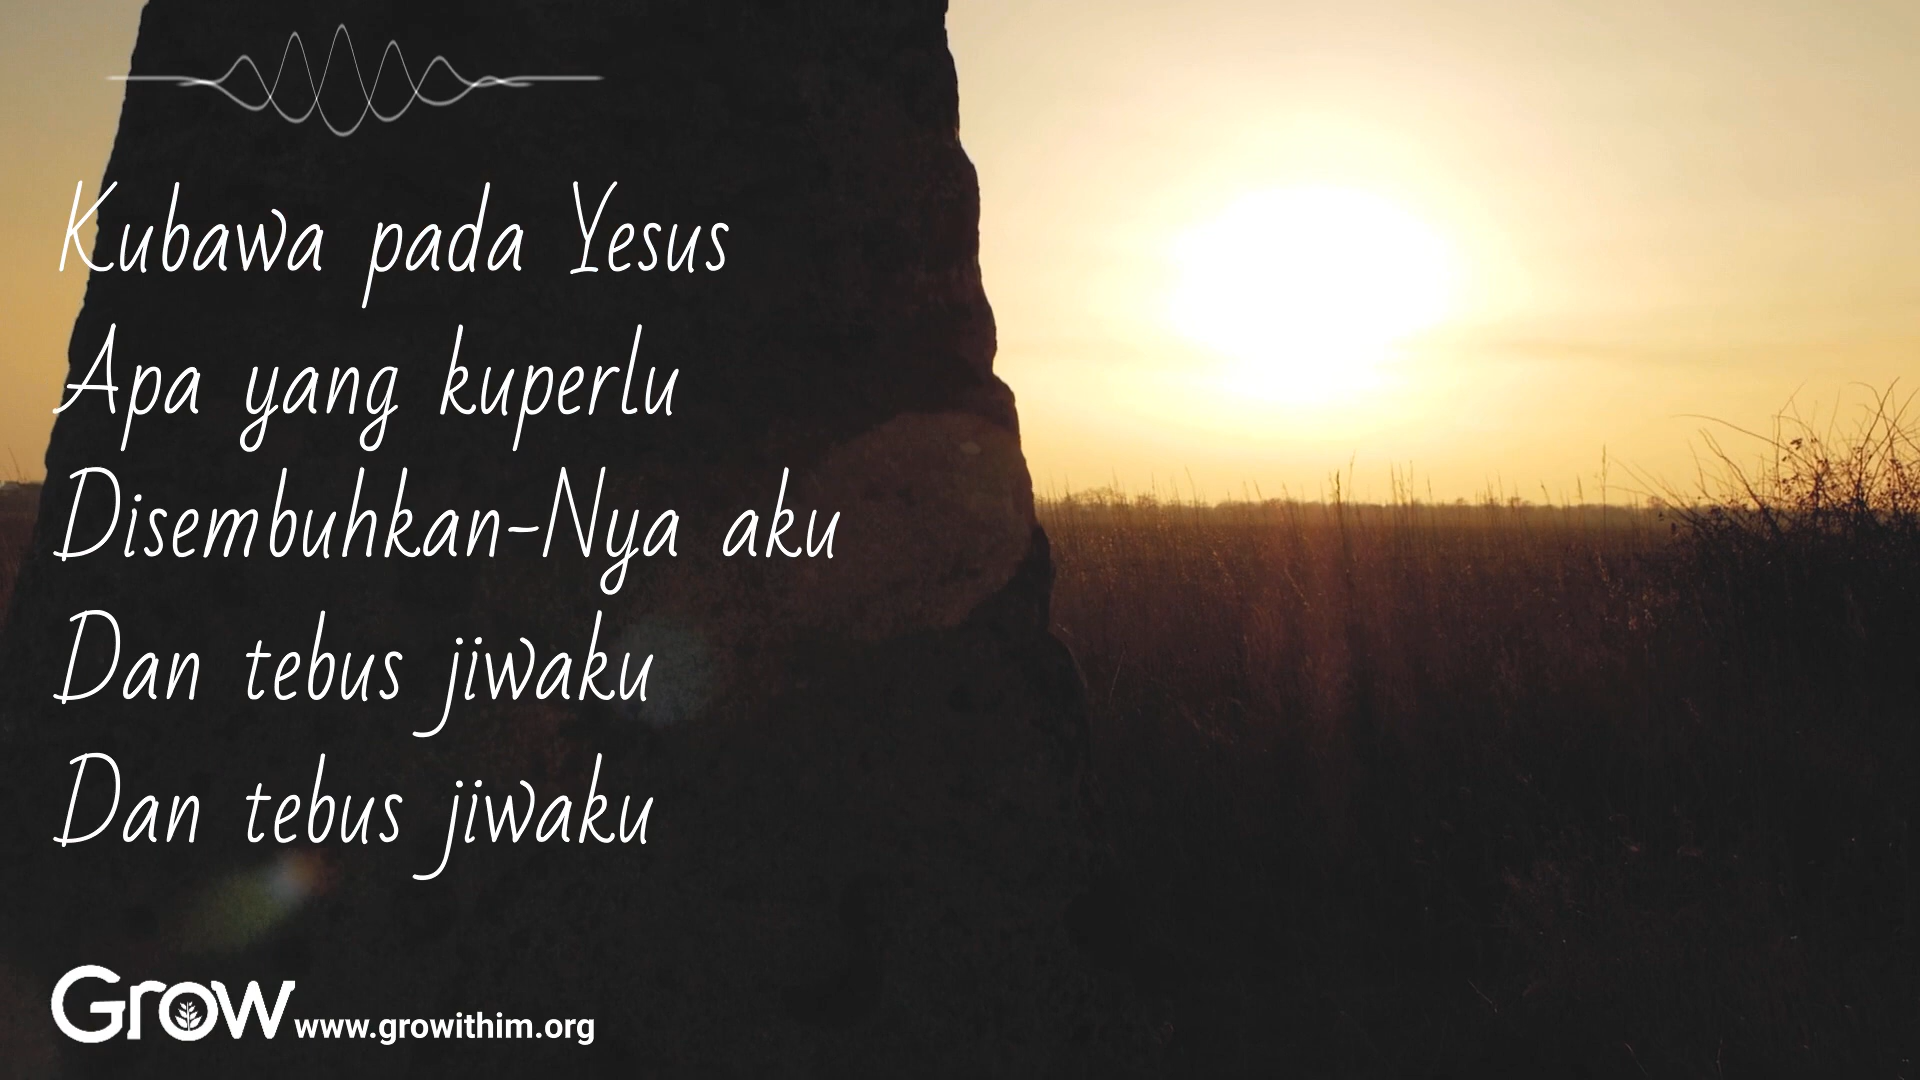 Kubawa pada Yesus
Apa yang kuperlu
Disembuhkan-Nya aku
Dan tebus jiwaku
Dan tebus jiwaku
Grow www.growithim.org